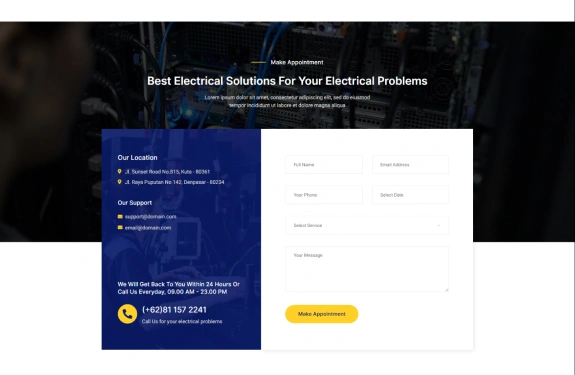 Make Appointment
Best Electrical Solutions For Your Electrical Problems
Lorem ipsum dolor sit amet, consectetur adipiscing elit, sed do eiusmod
tempor incididunt ut labore et dolore magna aliqua
Our Location
JL. Sunset Road No.815, Kuta - 80361
JL. Raya Puputan No 142, Denpasar - 80234
Our Support
support@domain.com
email@domain.com
We Will Get Back To You Within 24 Hours Or
Call Us Everyday, 09.00 AM - 23.00 PM
(+62)81 157 2241
Call Us for your electrical problems
Full Name
Email Address
Your Phone
Select Date
Select Service
Your Message
Make Appointment